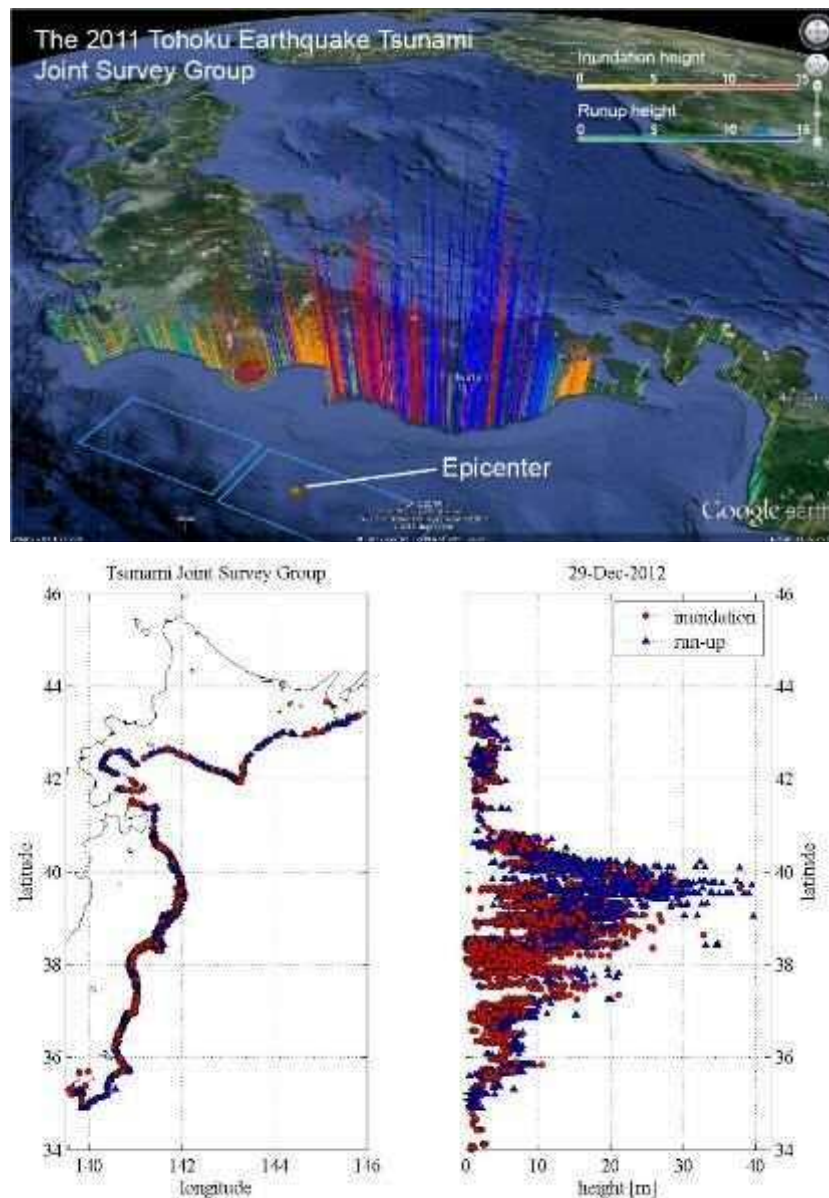 The 2011 Tohoku Earthquake Tsunami
Joint Survey Group
Inundation height
0 5 10 15
Runup height
0 5 10 15
Epicenter
Google earth
Tsunami Joint Survey Group
46
44
42
40
38
36
34
latitude
140 142 144 146
longitude
29-Dec-2012
inundation
run-up
46
44
42
40
38
36
34
latitude
0 10 20 30 40
height [m]